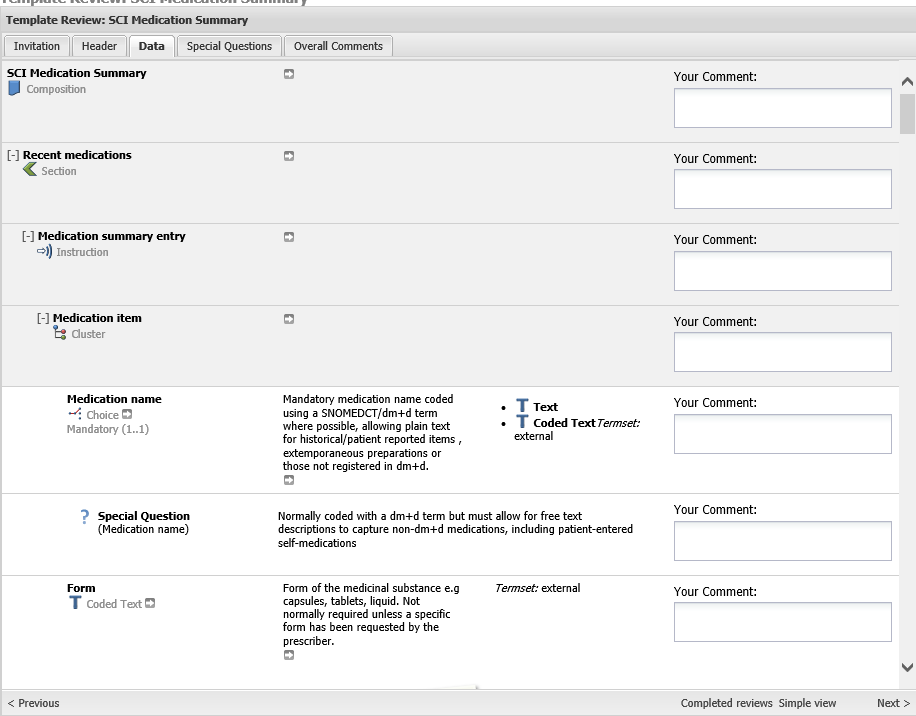 Template Review: SCI Medication Summary
Template Review: SCI Medication Summary
Invitation Header Data Special Questions Overall Comments
SCI Medication Summary
Composition
Your Comment:
[-] Recent medications
Section
Your Comment:
[-] Medication summary entry
Instruction
Your Comment:
[-] Medication item
Cluster
Your Comment:
Medication name
Choice
Mandatory (1..1)
Mandatory medication name coded
using a SNOMEDCT/dm+d term
where possible, allowing plain text
for historical/patient reported items ,
extemporaneous preparations or
those not registered in dm+d.
• T Text
• T Coded Text Termset:
external
Your Comment:
? Special Question
(Medication name)
Normally coded with a dm+d term but must allow for free text
descriptions to capture non-dm+d medications, including patient-entered
self-medications
Your Comment:
Form
T Coded Text
Form of the medicinal substance e.g
capsules, tablets, liquid. Not
normally required unless a specific
form has been requested by the
prescriber.
Termset: external
Your Comment:
< Previous
Completed reviews Simple view Next >